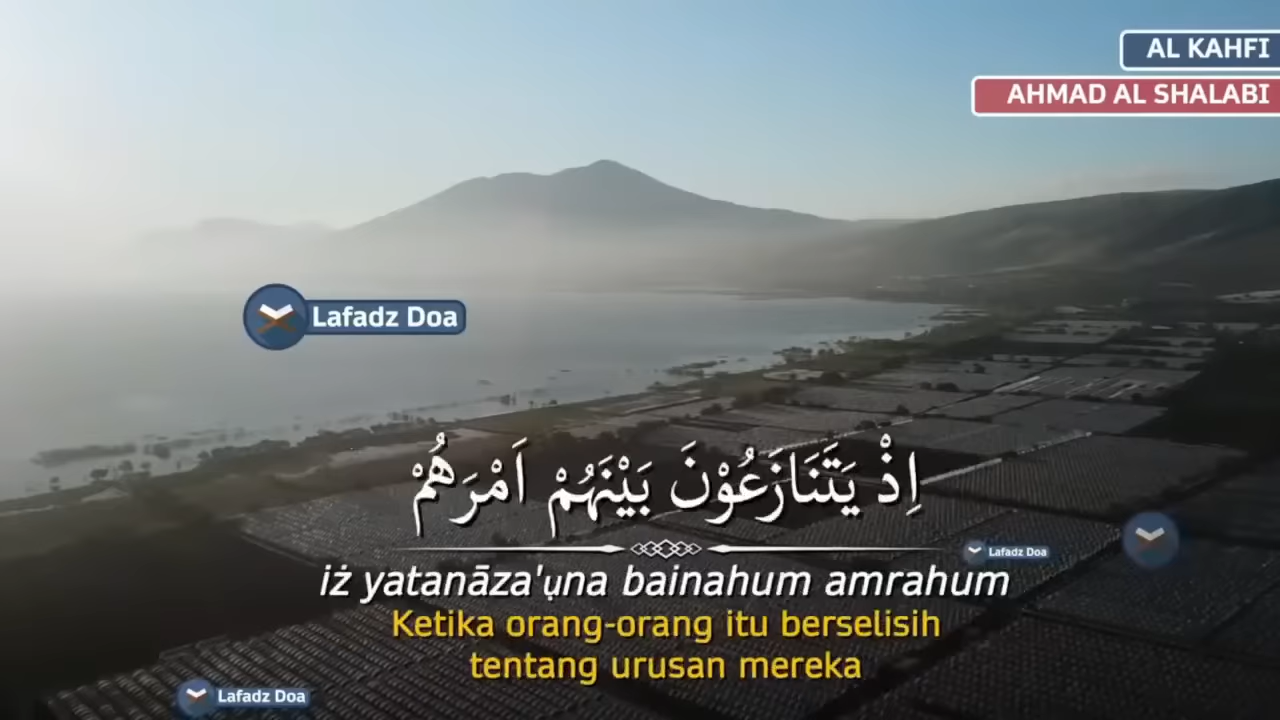 AL KAHFI
AHMAD AL SHALABI
Lafadz Doa
اِذْ يَتَنَازَعُوْنَ بَيْنَهُمْ اَمْرَهُمْ
Lafadz Doa
iż yatanāza'ụna bainahum amrahum
Ketika orang-orang itu berselisih
tentang urusan mereka
Lafadz Doa